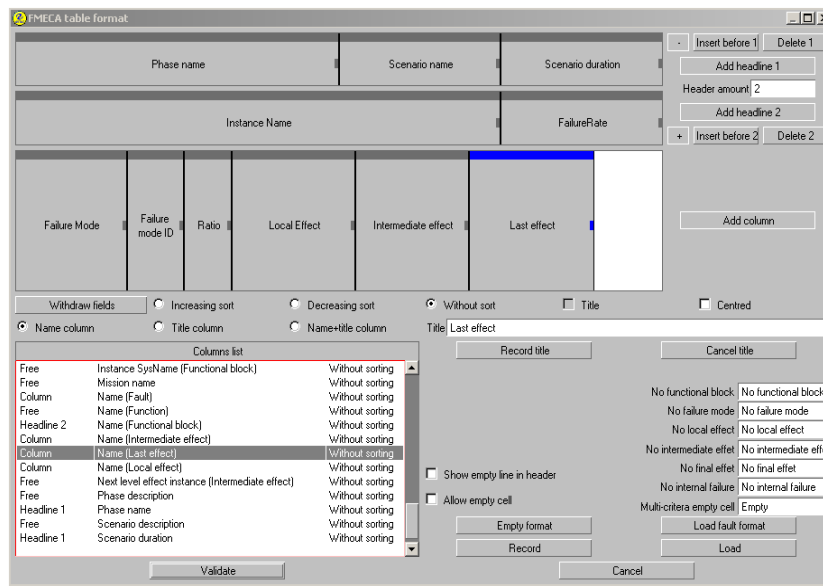 FMECA table format
Phase name Scenario name Scenario duration
- Insert before 1 Delete 1
Add headline 1
Header amount 2
Instance Name FailureRate
Add headline 2
+ Insert before 2 Delete 2
Failure Mode Failure mode ID Ratio Local Effect Intermediate effect Last effect
Add column
Withdraw fields Increasing sort Decreasing sort Without sort Title Centred
Name column Title column Name+title column Title Last effect
Columns list
Record title Cancel title
Free Instance SysName (Functional block) Without sorting
Free Mission name Without sorting
Column Name (Fault) Without sorting
Free Name (Function) Without sorting
Headline 2 Name (Functional block) Without sorting
Column Name (Intermediate effect) Without sorting
Column Name (Last effect) Without sorting
Column Name (Local effect) Without sorting
Free Next level effect instance (Intermediate effect) Without sorting
Free Phase description Without sorting
Headline 1 Phase name Without sorting
Free Scenario description Without sorting
Headline 1 Scenario duration Without sorting
No functional block No functional block
No failure mode No failure mode
No local effect No local effect
No intermediate effet No intermediate effe
No final effet No final effet
No internal failure No internal failure
Multi-critera empty cell Empty
Show empty line in header
Allow empty cell
Empty format Load fault format
Record Load
Validate Cancel